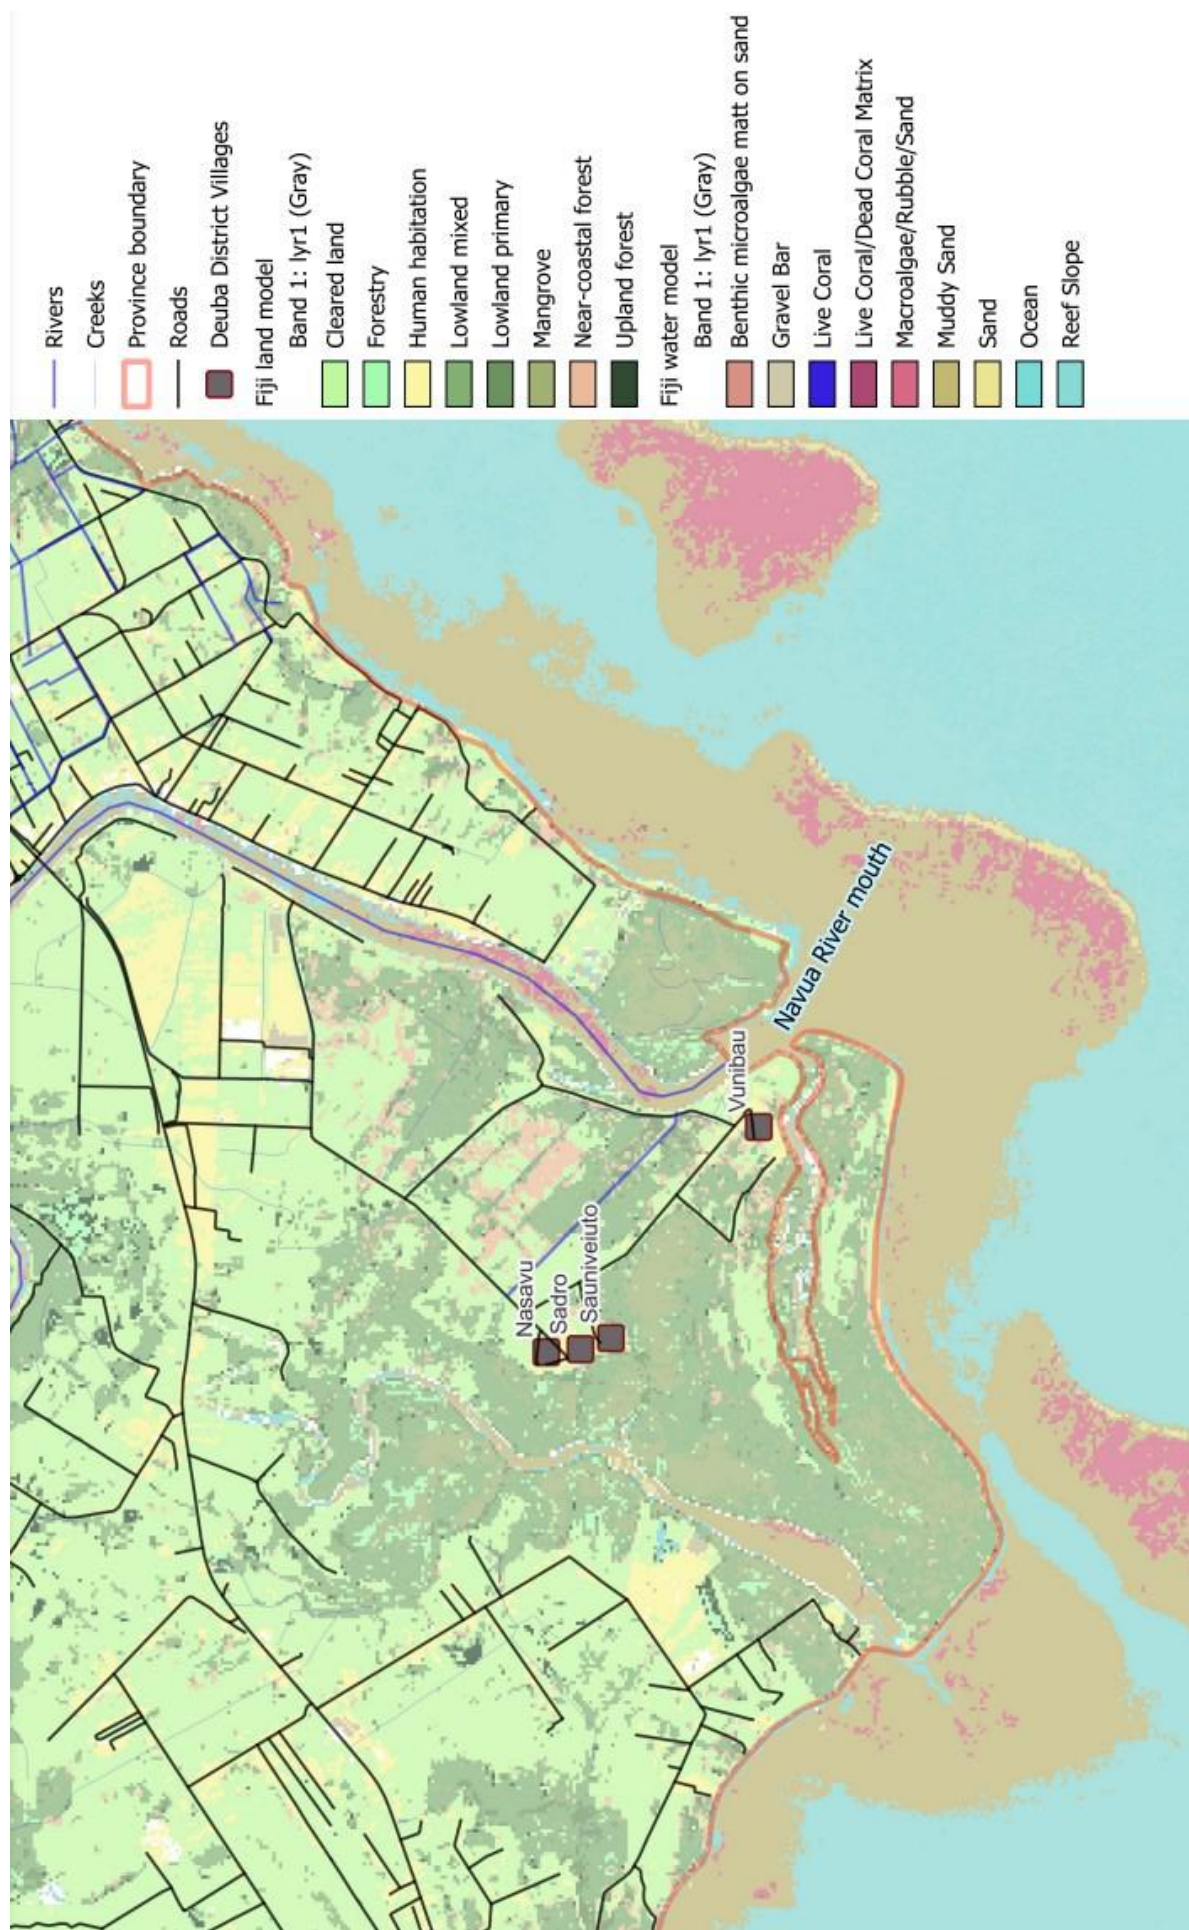 Rivers
Creeks
Province boundary
Roads
Deuba District Villages
Fiji land model
Band 1: lyr1 (Gray)
Cleared land
Forestry
Human habitation
Lowland mixed
Lowland primary
Mangrove
Near-coastal forest
Upland forest
Fiji water model
Band 1: lyr1 (Gray)
Benthic microalgae matt on sand
Gravel Bar
Live Coral
Live Coral/Dead Coral Matrix
Macroalgae/Rubble/Sand
Muddy Sand
Sand
Ocean
Reef Slope
Nasavu
Sadro
Sauniveiuto
Vunibau
Navua River mouth